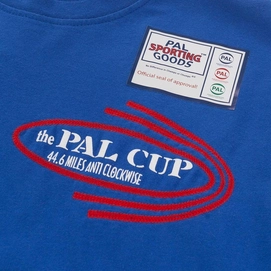 PAL
SPORTING
GOODS
Official seal of approval!
PAL
PAL
PAL
the PAL CUP
44.6 MILES ANTI CLOCKWISE